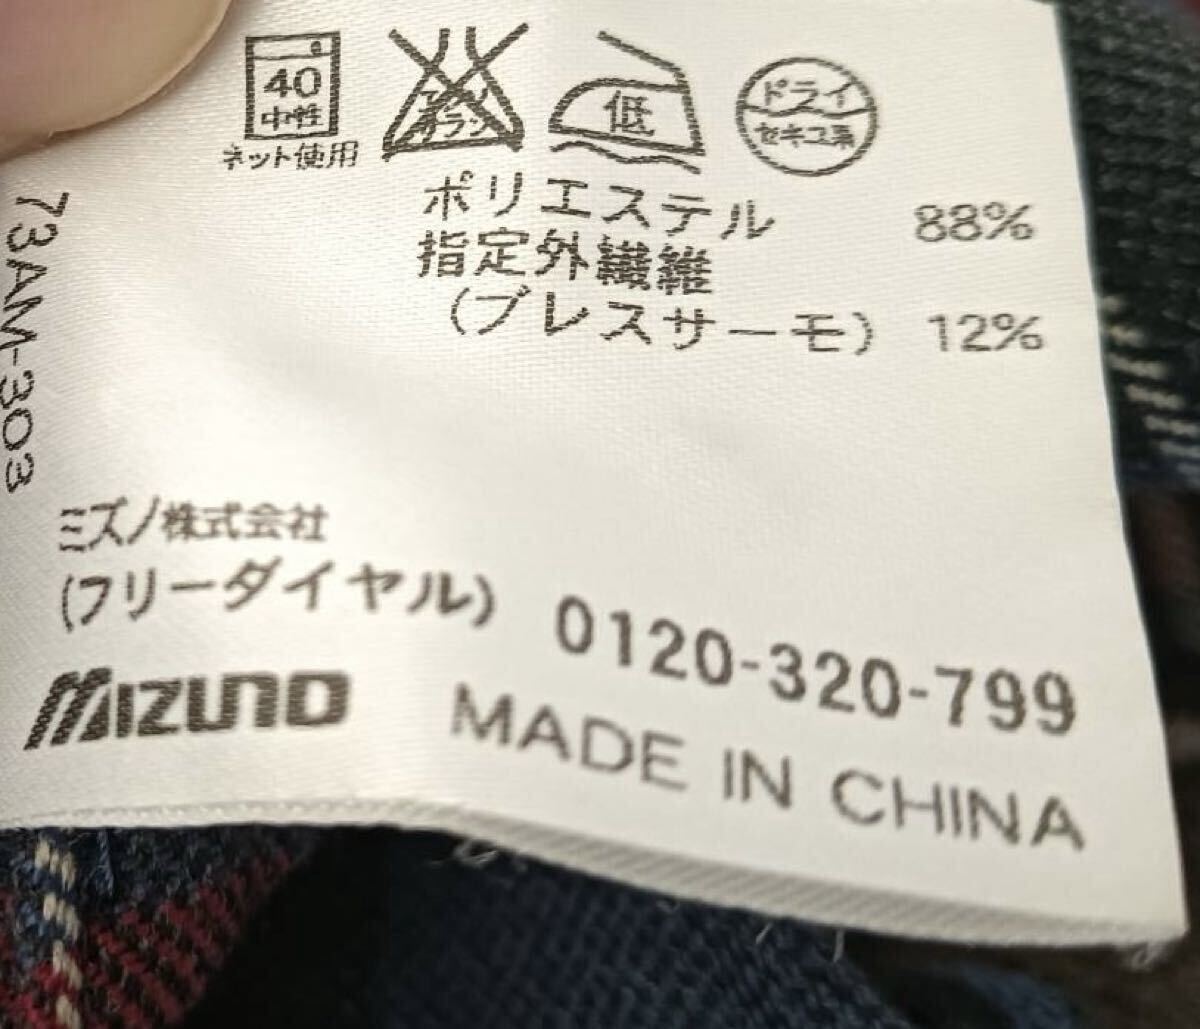 40
中性
ネット使用
低
ドライ
セキユ系
ポリエステル 88%
指定外繊維
(ブレスサーモ) 12%
73AM-303
ミズノ株式会社
(フリーダイヤル) 0120-320-799
MIZUNO
MADE IN CHINA